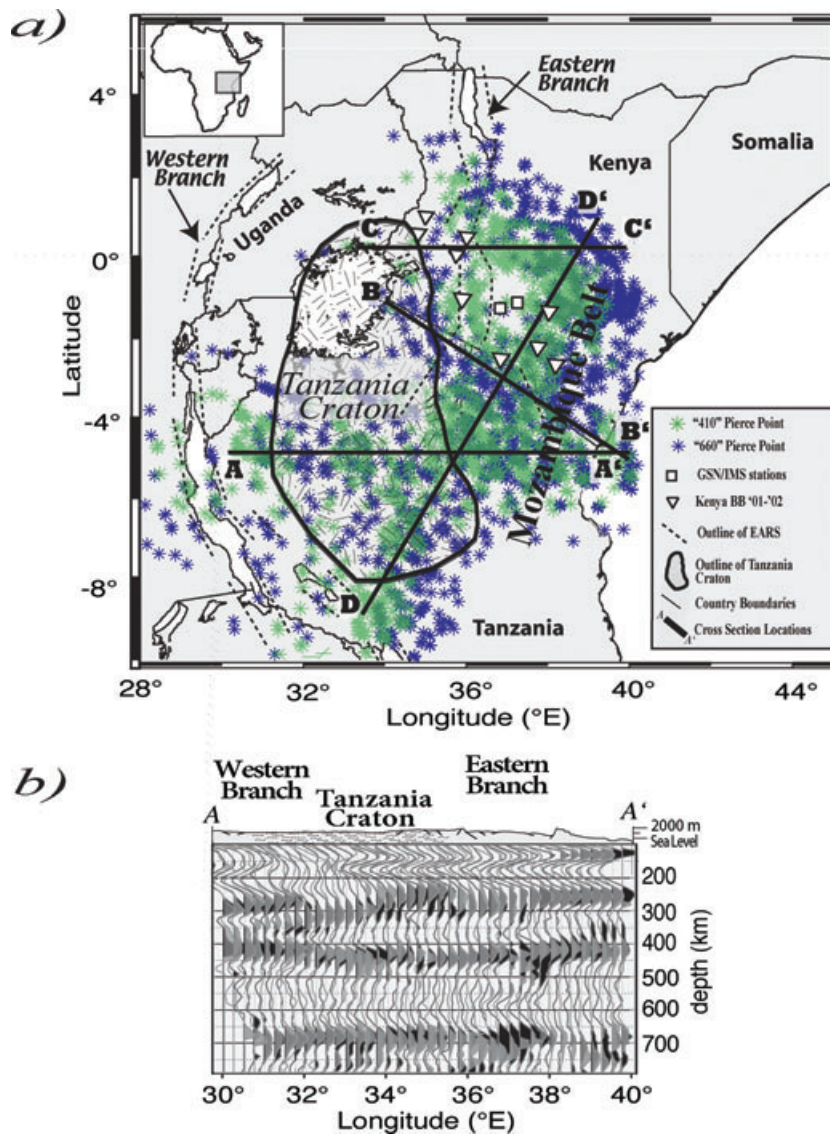 a)
Eastern
Branch
Somalia
Kenya
Western
Branch
Uganda
D‘
C
C‘
B
Mozambique Belt
Tanzania
Craton
B‘
A
A‘
D
Tanzania
4°
0°
-4°
-8°
Latitude
"410" Pierce Point
"660" Pierce Point
GSN/IMS stations
Kenya BB ‘01-‘02
Outline of EARS
Outline of Tanzania
Craton
Country Boundaries
A
A‘
Cross Section Locations
28°
32°
36°
40°
44°
Longitude (°E)
b)
Western
Branch
Tanzania
Craton
Eastern
Branch
A
A‘
2000 m
Sea Level
200
300
400
500
600
700
depth (km)
30°
32°
34°
36°
38°
40°
Longitude (°E)